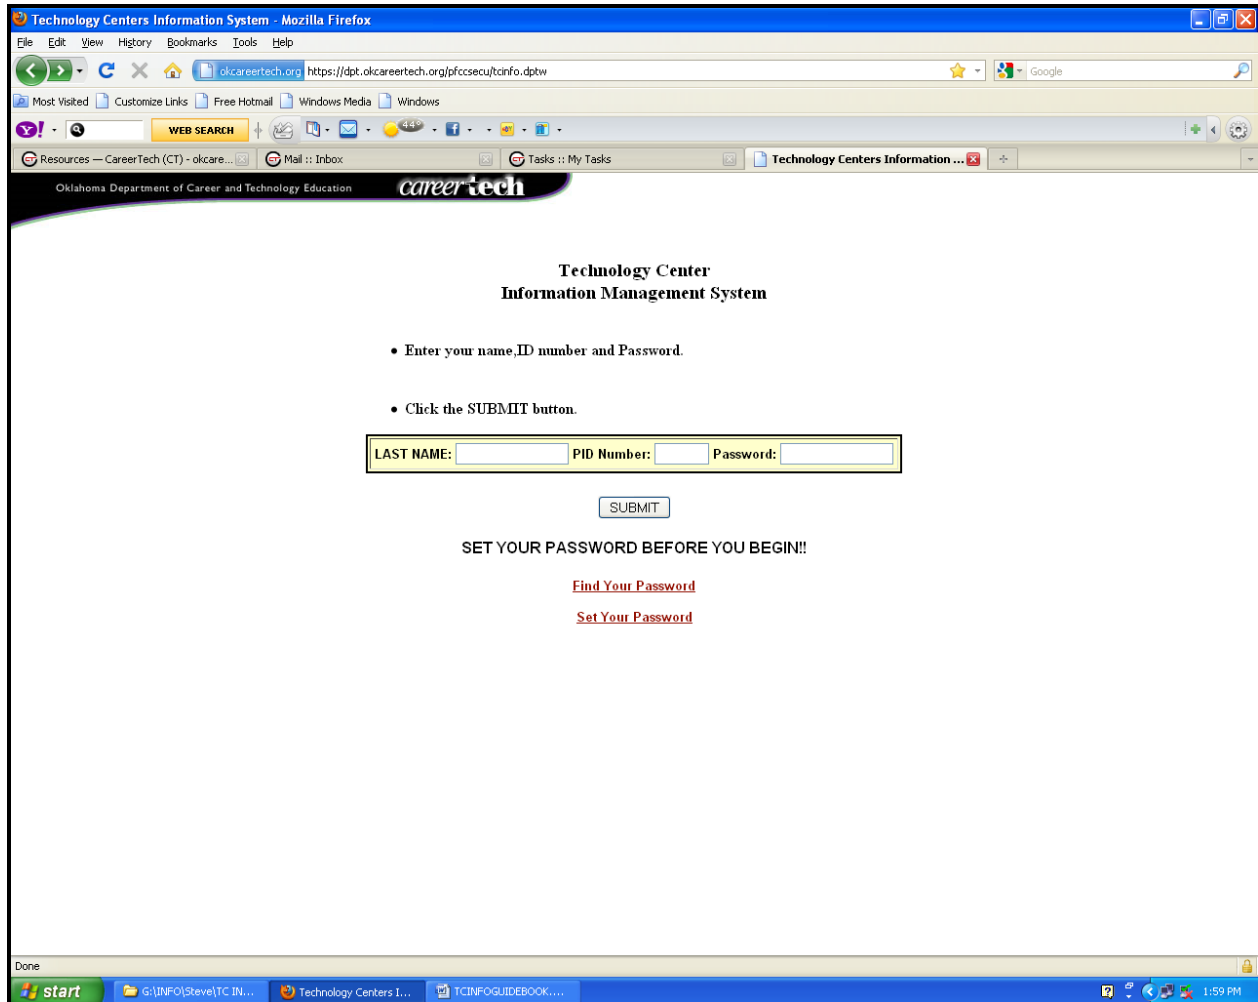 Technology Centers Information System - Mozilla Firefox
File Edit View History Bookmarks Tools Help
okcareertech.org https://dpt.okcareertech.org/pfccsecu/tcinfo.dptw Google
Most Visited Customize Links Free Hotmail Windows Media Windows
Y! WEB SEARCH 44°
Resources — CareerTech (CT) - okcare... Mail :: Inbox Tasks :: My Tasks Technology Centers Information ...
Oklahoma Department of Career and Technology Education careertech
Technology Center
Information Management System
• Enter your name,ID number and Password.
• Click the SUBMIT button.
LAST NAME: PID Number: Password:
SUBMIT
SET YOUR PASSWORD BEFORE YOU BEGIN!!
Find Your Password
Set Your Password
Done
start G:\INFO\Steve\TC IN... Technology Centers I... TCINFOGUIDEBOOK.... 1:59 PM